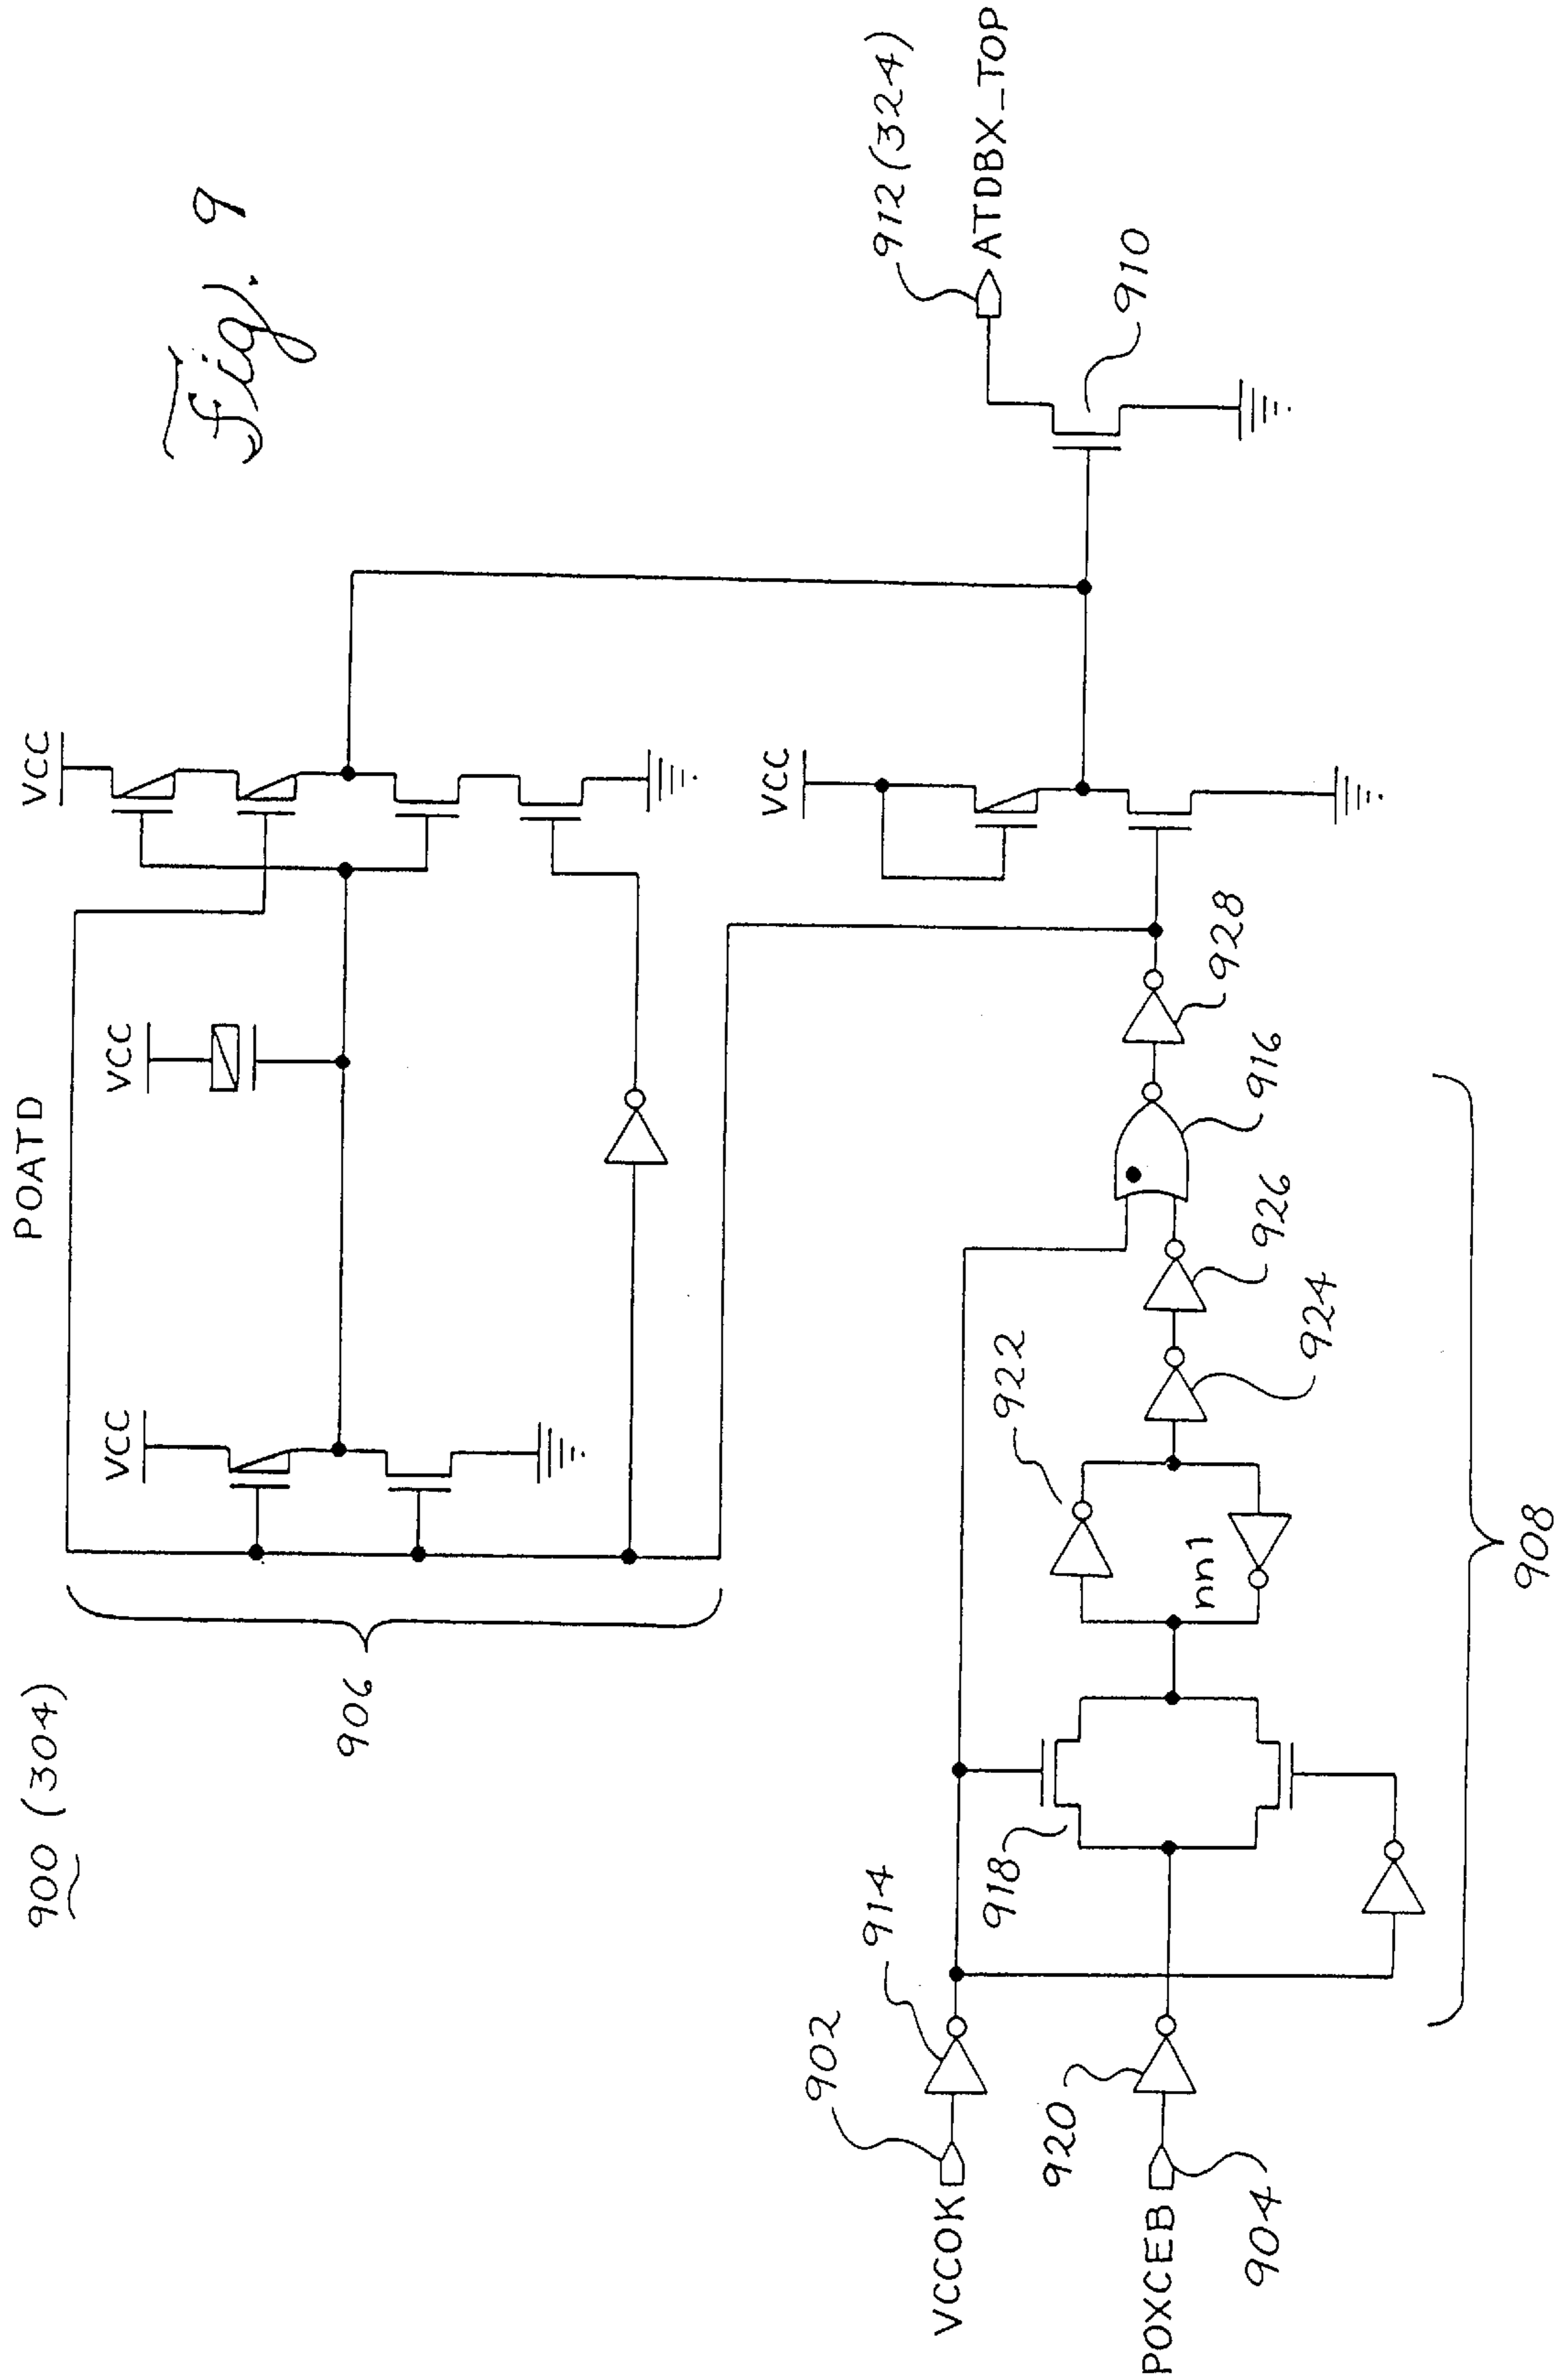 Fig. 9
900 (304)
POATD
VCC
VCC
VCC
906
VCC
912 (324)
ATDBX_TOP
910
902
914
VCCOK
918
922
nn1
924
926
916
928
920
POXCEB
904
908